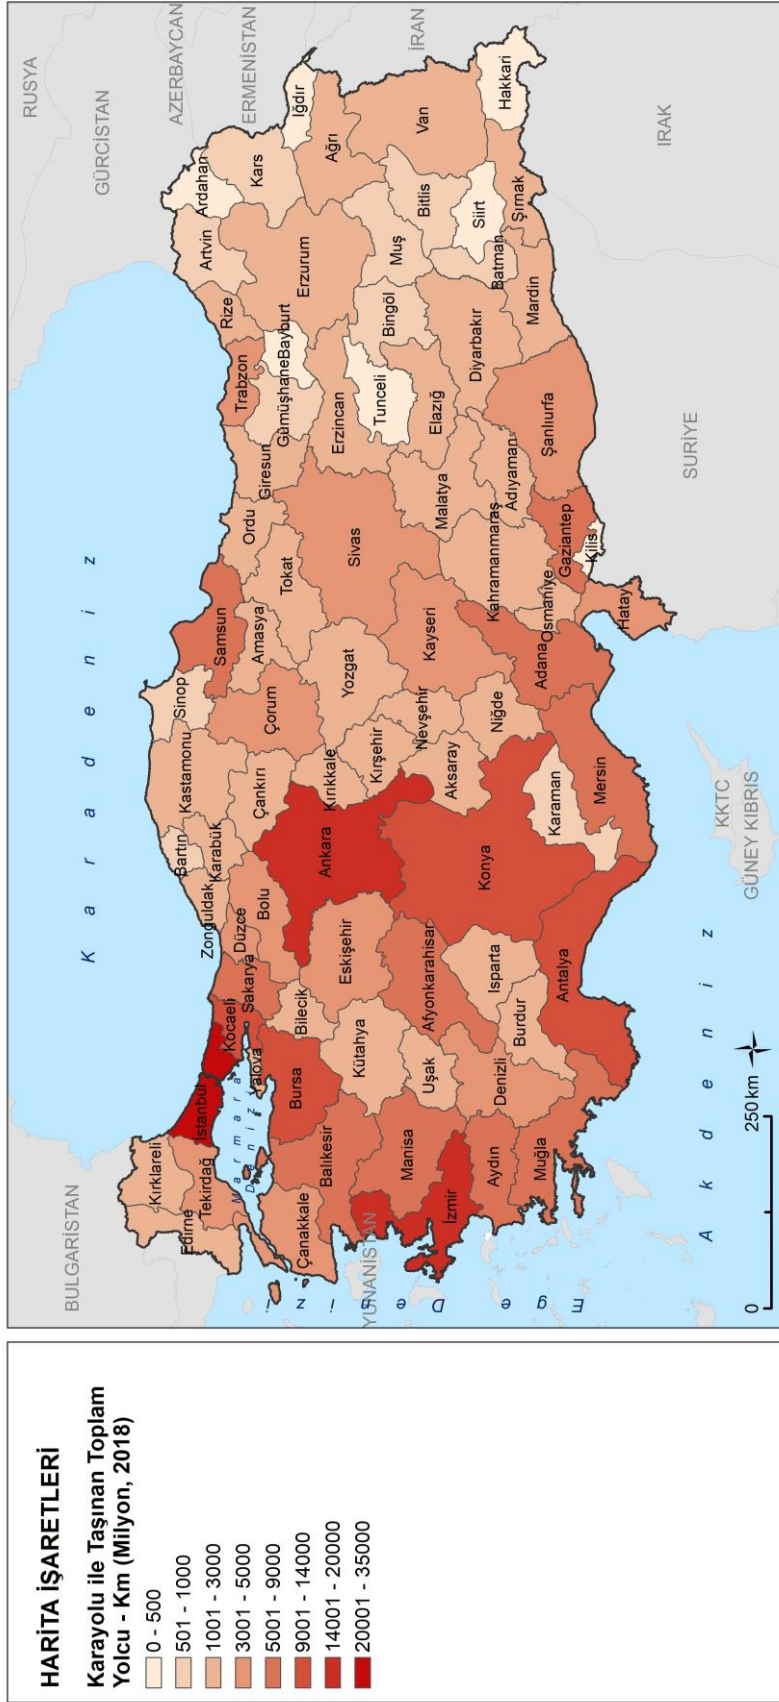 HARİTA İŞARETLERİ
Karayolu ile Taşınan Toplam
Yolcu - Km (Milyon, 2018)
0 - 500
501 - 1000
1001 - 3000
3001 - 5000
5001 - 9000
9001 - 14000
14001 - 20000
20001 - 35000
BULGARİSTAN
RUSYA
GÜRCİSTAN
AZERBAYCAN
ERMENİSTAN
İRAN
IRAK
SURİYE
KKTC
GÜNEY KIBRIS
YUNANİSTAN
Karadeniz
Marmara
Denizi
Ege Denizi
Akdeniz
Kırklareli
Edirne
Tekirdağ
İstanbul
Kocaeli
Yalova
Sakarya
Düzce
Zonguldak
Bartın
Karabük
Kastamonu
Sinop
Samsun
Ordu
Giresun
Trabzon
Rize
Artvin
Ardahan
Kars
Iğdır
Çanakkale
Balıkesir
Bursa
Bilecik
Bolu
Çankırı
Çorum
Amasya
Tokat
Gümüşhane
Bayburt
Erzurum
Ağrı
Kütahya
Eskişehir
Ankara
Kırıkkale
Yozgat
Sivas
Erzincan
Tunceli
Bingöl
Muş
Bitlis
Van
Manisa
İzmir
Uşak
Afyonkarahisar
Kırşehir
Nevşehir
Aksaray
Kayseri
Malatya
Elazığ
Diyarbakır
Batman
Siirt
Hakkari
Şırnak
Mardin
Aydın
Denizli
Isparta
Burdur
Muğla
Antalya
Konya
Karaman
Niğde
Mersin
Adana
Osmaniye
Kahramanmaraş
Adıyaman
Gaziantep
Kilis
Şanlıurfa
Hatay
0
250 km